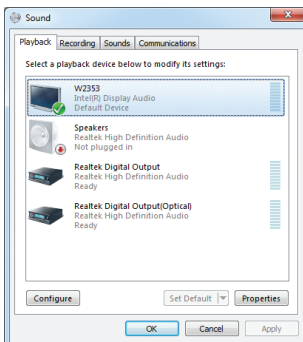 Sound
Playback Recording Sounds Communications
Select a playback device below to modify its settings:
W2353
Intel(R) Display Audio
Default Device
Speakers
Realtek High Definition Audio
Not plugged in
Realtek Digital Output
Realtek High Definition Audio
Ready
Realtek Digital Output(Optical)
Realtek High Definition Audio
Ready
Configure Set Default Properties
OK Cancel Apply